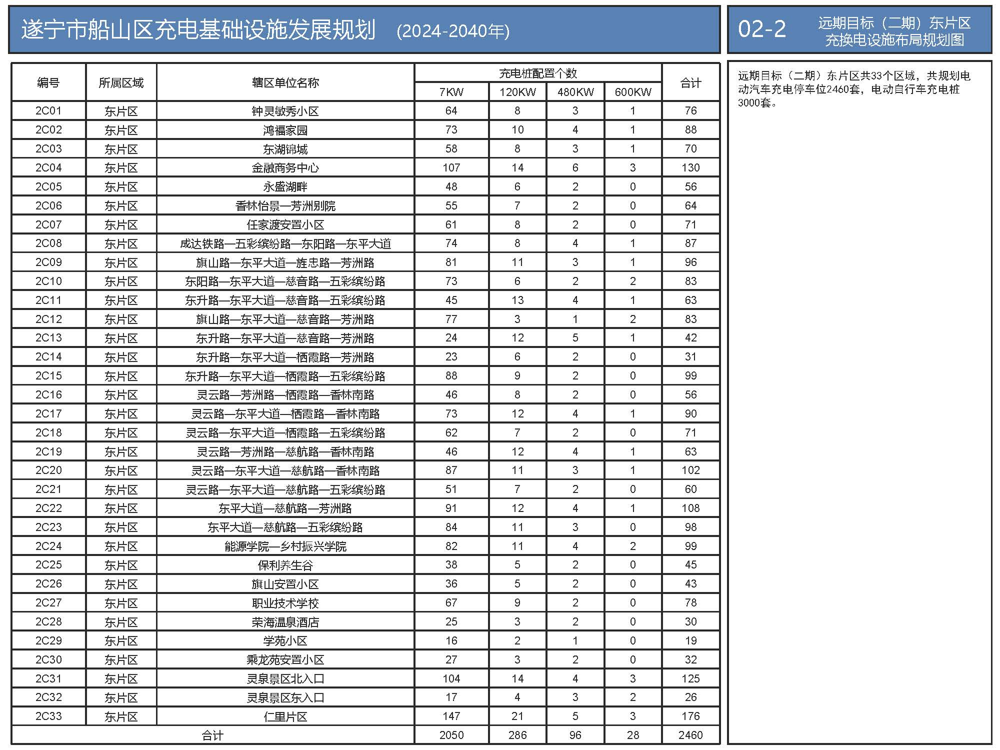 遂宁市船山区充电基础设施发展规划 (2024-2040年)
02-2 远期目标（二期）东片区
充换电设施布局规划图
编号 所属区域 辖区单位名称 充电桩配置个数 合计
7KW 120KW 480KW 600KW
2C01 东片区 钟灵敏秀小区 64 8 3 1 76
2C02 东片区 鸿福家园 73 10 4 1 88
2C03 东片区 东湖锦城 58 8 3 1 70
2C04 东片区 金融商务中心 107 14 6 3 130
2C05 东片区 永盛湖畔 48 6 2 0 56
2C06 东片区 香林怡景—芳洲别院 55 7 2 0 64
2C07 东片区 任家渡安置小区 61 8 2 0 71
2C08 东片区 成达铁路—五彩缤纷路—东阳路—东平大道 74 8 4 1 87
2C09 东片区 旗山路—东平大道—旌忠路—芳洲路 81 11 3 1 96
2C10 东片区 东阳路—东平大道—慈音路—五彩缤纷路 73 6 2 2 83
2C11 东片区 东升路—东平大道—慈音路—五彩缤纷路 45 13 4 1 63
2C12 东片区 旗山路—东平大道—慈音路—芳洲路 77 3 1 2 83
2C13 东片区 东升路—东平大道—慈音路—芳洲路 24 12 5 1 42
2C14 东片区 东升路—东平大道—栖霞路—芳洲路 23 6 2 0 31
2C15 东片区 东升路—东平大道—栖霞路—五彩缤纷路 88 9 2 0 99
2C16 东片区 灵云路—芳洲路—栖霞路—香林南路 46 8 2 0 56
2C17 东片区 灵云路—东平大道—栖霞路—香林南路 73 12 4 1 90
2C18 东片区 灵云路—东平大道—栖霞路—五彩缤纷路 62 7 2 0 71
2C19 东片区 灵云路—芳洲路—慈航路—香林南路 46 12 4 1 63
2C20 东片区 灵云路—东平大道—慈航路—香林南路 87 11 3 1 102
2C21 东片区 灵云路—东平大道—慈航路—五彩缤纷路 51 7 2 0 60
2C22 东片区 东平大道—慈航路—芳洲路 91 12 4 1 108
2C23 东片区 东平大道—慈航路—五彩缤纷路 84 11 3 0 98
2C24 东片区 能源学院—乡村振兴学院 82 11 4 2 99
2C25 东片区 保利养生谷 38 5 2 0 45
2C26 东片区 旗山安置小区 36 5 2 0 43
2C27 东片区 职业技术学校 67 9 2 0 78
2C28 东片区 荣海温泉酒店 25 3 2 0 30
2C29 东片区 学苑小区 16 2 1 0 19
2C30 东片区 乘龙苑安置小区 27 3 2 0 32
2C31 东片区 灵泉景区北入口 104 14 4 3 125
2C32 东片区 灵泉景区东入口 17 4 3 2 26
2C33 东片区 仁里片区 147 21 5 3 176
合计 2050 286 96 28 2460
远期目标（二期）东片区共33个区域，共规划电
动汽车充电停车位2460套，电动自行车充电桩
3000套。